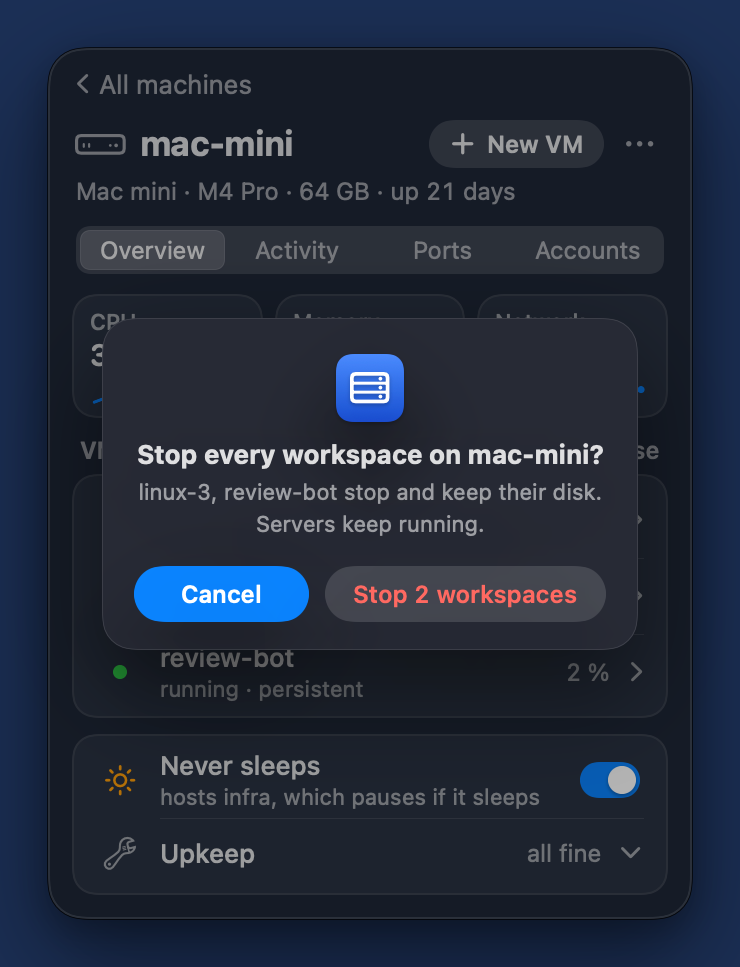 All machines
mac-mini
New VM
Mac mini · M4 Pro · 64 GB · up 21 days
Overview
Activity
Ports
Accounts
Stop every workspace on mac-mini?
linux-3, review-bot stop and keep their disk.
Servers keep running.
Cancel
Stop 2 workspaces
review-bot
running · persistent
2 %
Never sleeps
hosts infra, which pauses if it sleeps
Upkeep
all fine